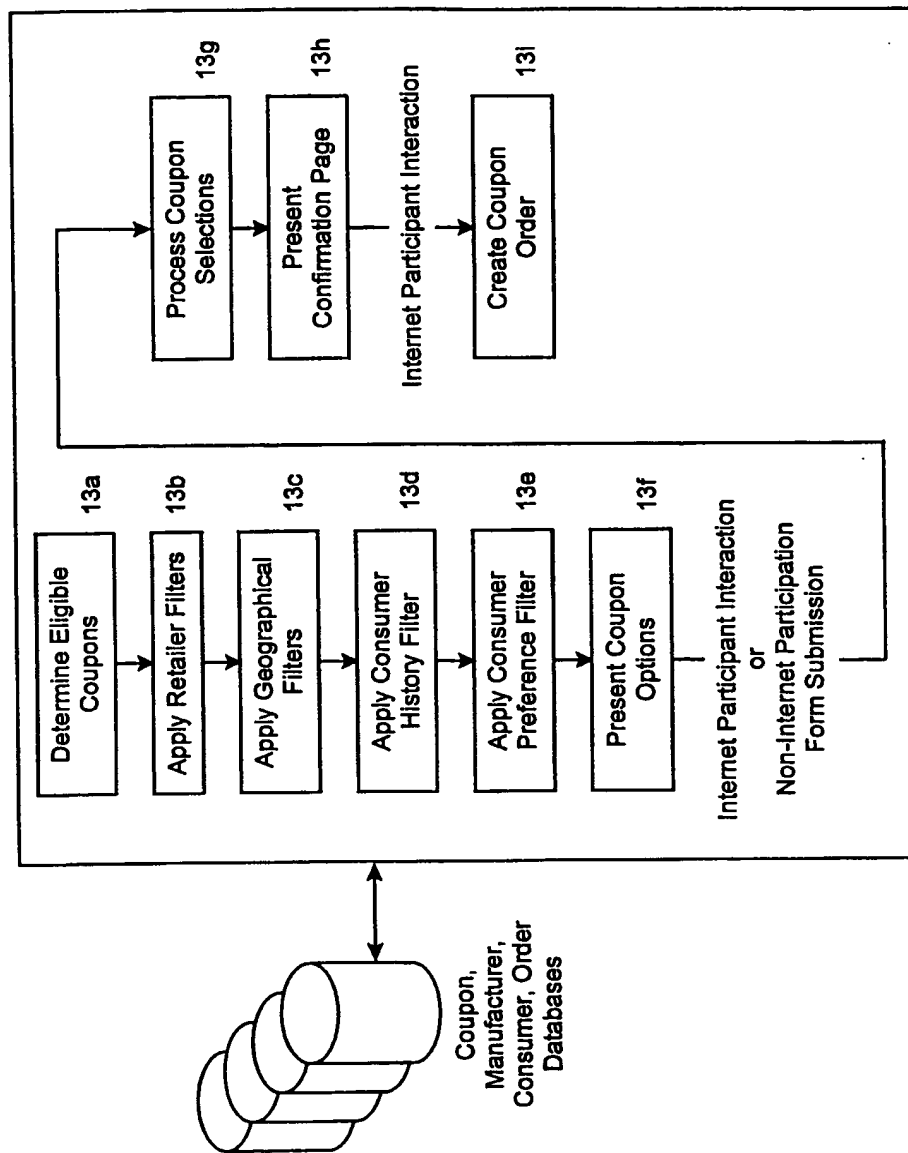 Coupon,
Manufacturer,
Consumer, Order
Databases
Determine Eligible
Coupons
13a
Apply Retailer Filters
13b
Apply Geographical
Filters
13c
Apply Consumer
History Filter
13d
Apply Consumer
Preference Filter
13e
Present Coupon
Options
13f
Internet Participant Interaction
or
Non-Internet Participation
Form Submission
Process Coupon
Selections
13g
Present
Confirmation Page
13h
Internet Participant Interaction
Create Coupon
Order
13i